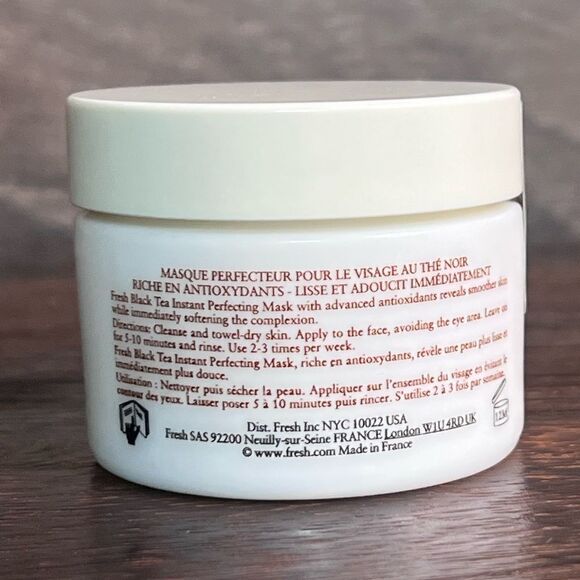 MASQUE PERFECTEUR POUR LE VISAGE AU THÉ NOIR
RICHE EN ANTIOXYDANTS - LISSE ET ADOUCIT IMMÉDIATEMENT
Fresh Black Tea Instant Perfecting Mask with advanced antioxidants reveals smoother skin
while immediately softening the complexion.
Directions: Cleanse and towel-dry skin. Apply to the face, avoiding the eye area. Leave on
for 5-10 minutes and rinse. Use 2-3 times per week.
Fresh Black Tea Instant Perfecting Mask, riche en antioxydants, révèle une peau plus lisse et
immédiatement plus douce.
Utilisation : Nettoyer puis sécher la peau. Appliquer sur l'ensemble du visage en évitant le
contour des yeux. Laisser poser 5 à 10 minutes puis rincer. S'utilise 2 à 3 fois par semaine.
12M
Dist. Fresh Inc NYC 10022 USA
Fresh SAS 92200 Neuilly-sur-Seine FRANCE London W1U 4RD UK
© www.fresh.com Made in France